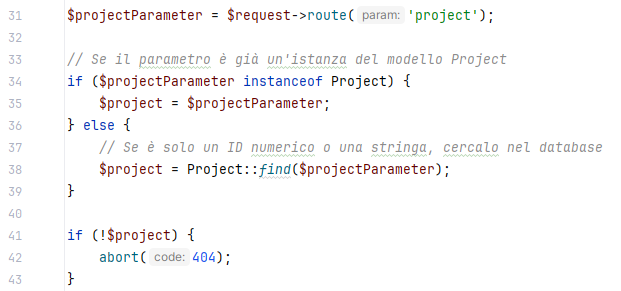 31 $projectParameter = $request->route( param: 'project');
32
33 // Se il parametro è già un'istanza del modello Project
34 if ($projectParameter instanceof Project) {
35     $project = $projectParameter;
36 } else {
37     // Se è solo un ID numerico o una stringa, cercalo nel database
38     $project = Project::find($projectParameter);
39 }
40
41 if (!$project) {
42     abort( code: 404);
43 }